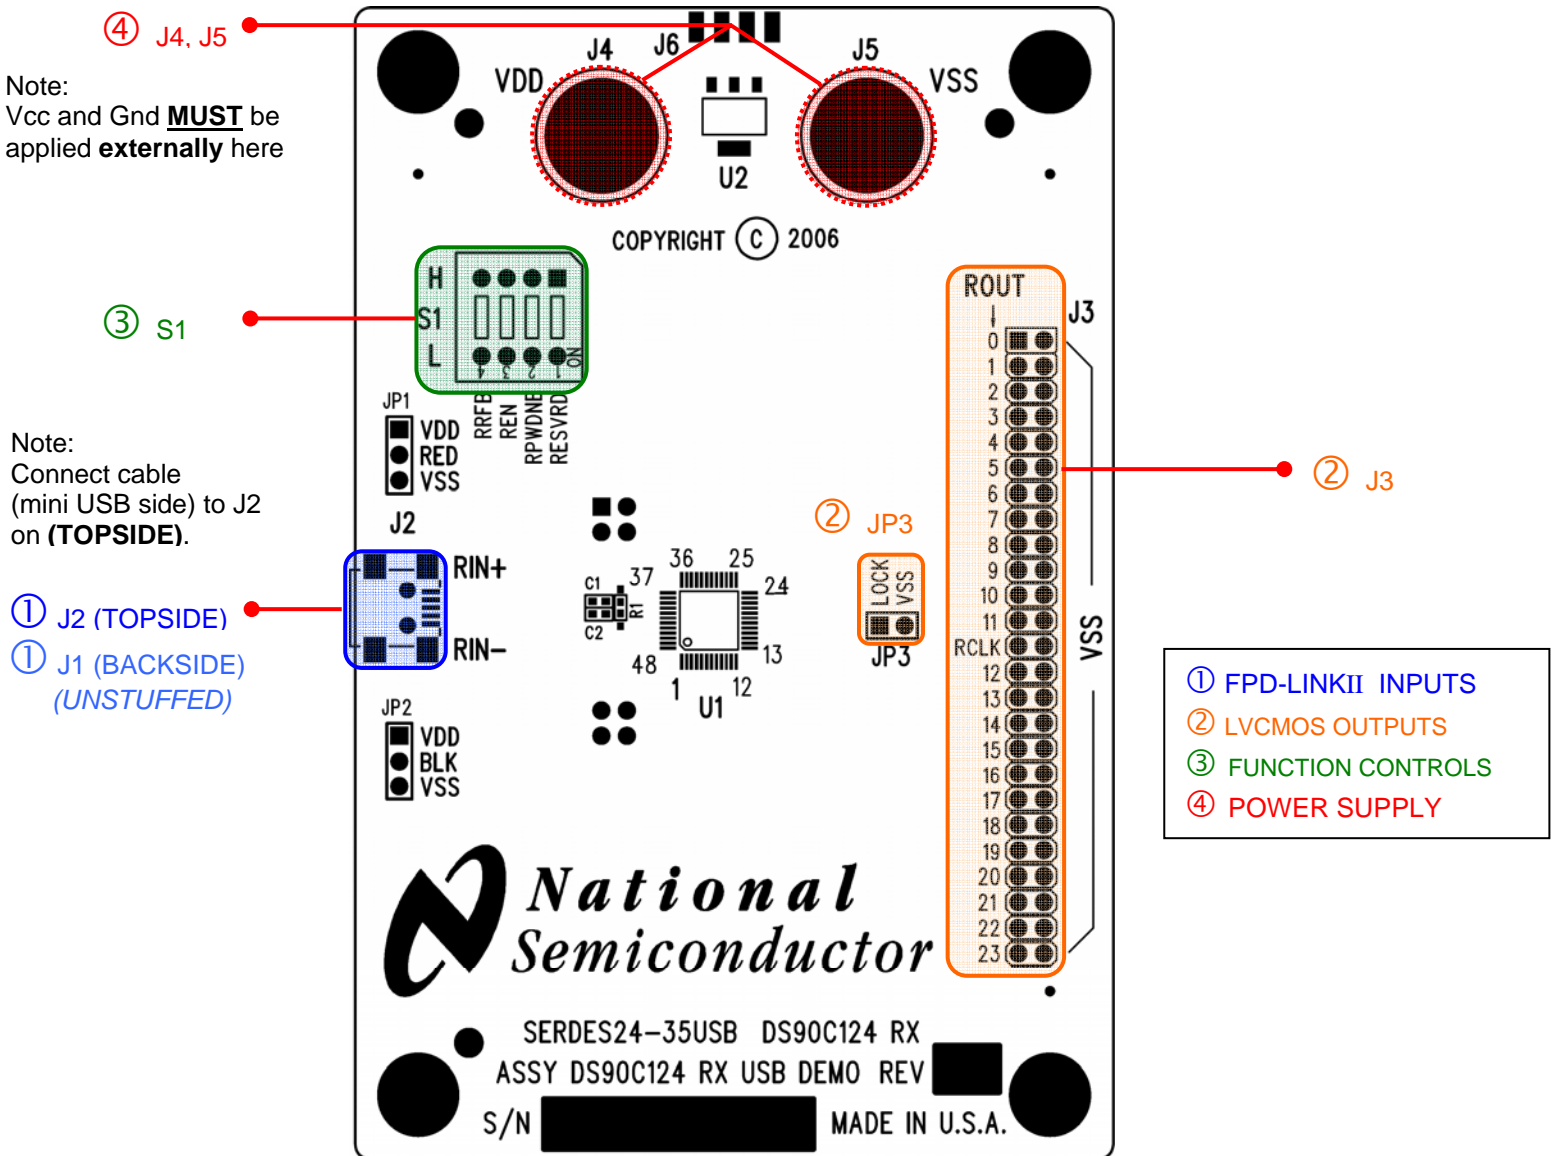 ④ J4, J5
Note:
Vcc and Gnd MUST be
applied externally here
J6
J4
J5
VDD
VSS
U2
COPYRIGHT © 2006
③ S1
H
S1
L
4 3 2 1
ON
RRFB
REN
RPWDNB
RESVRD
JP1
VDD
RED
VSS
Note:
Connect cable
(mini USB side) to J2
on (TOPSIDE).
J2
RIN+
RIN-
① J2 (TOPSIDE)
① J1 (BACKSIDE)
(UNSTUFFED)
JP2
VDD
BLK
VSS
C1
C2
R1
36
25
37
24
48
13
1
12
U1
② JP3
LOCK
VSS
JP3
ROUT
J3
0
1
2
3
4
5
6
7
8
9
10
11
RCLK
12
13
14
15
16
17
18
19
20
21
22
23
VSS
② J3
① FPD-LINKII INPUTS
② LVCMOS OUTPUTS
③ FUNCTION CONTROLS
④ POWER SUPPLY
National
Semiconductor
SERDES24-35USB DS90C124 RX
ASSY DS90C124 RX USB DEMO REV
S/N
MADE IN U.S.A.